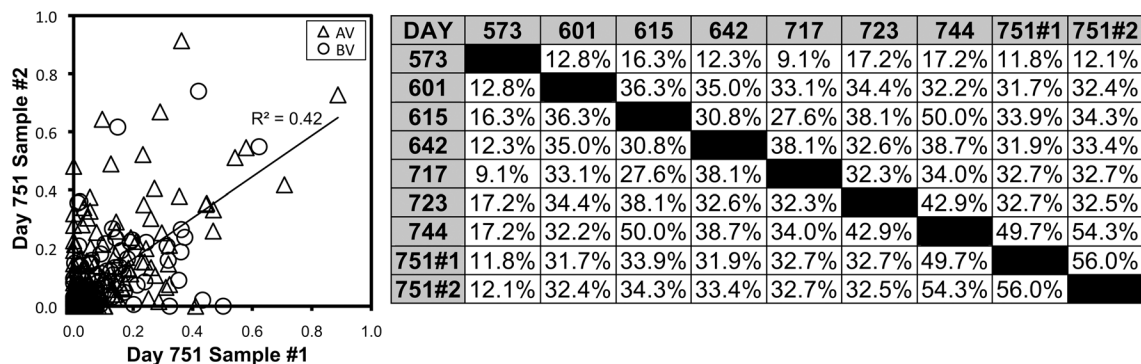 1.0
0.8
0.6
0.4
0.2
0.0
0.0 0.2 0.4 0.6 0.8 1.0
Day 751 Sample #2
Day 751 Sample #1
AV
BV
R² = 0.42
DAY 573 601 615 642 717 723 744 751#1 751#2
573 12.8% 16.3% 12.3% 9.1% 17.2% 17.2% 11.8% 12.1%
601 12.8% 36.3% 35.0% 33.1% 34.4% 32.2% 31.7% 32.4%
615 16.3% 36.3% 30.8% 27.6% 38.1% 50.0% 33.9% 34.3%
642 12.3% 35.0% 30.8% 38.1% 32.6% 38.7% 31.9% 33.4%
717 9.1% 33.1% 27.6% 38.1% 32.3% 34.0% 32.7% 32.7%
723 17.2% 34.4% 38.1% 32.6% 32.3% 42.9% 32.7% 32.5%
744 17.2% 32.2% 50.0% 38.7% 34.0% 42.9% 49.7% 54.3%
751#1 11.8% 31.7% 33.9% 31.9% 32.7% 32.7% 49.7% 56.0%
751#2 12.1% 32.4% 34.3% 33.4% 32.7% 32.5% 54.3% 56.0%